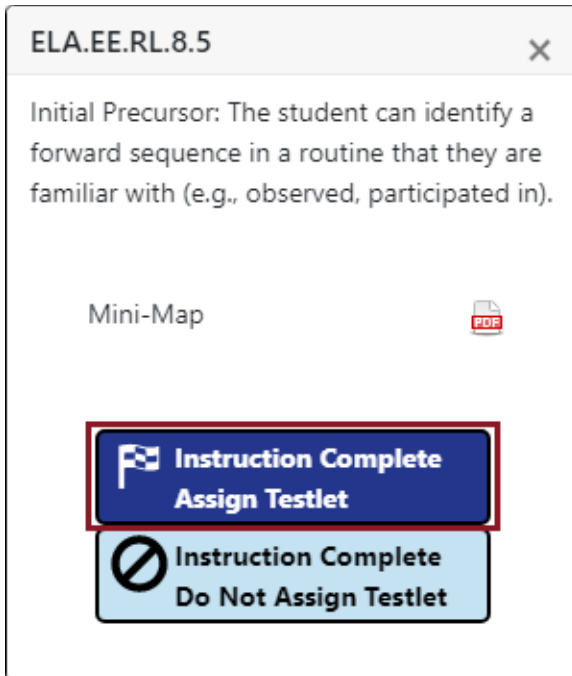 ELA.EE.RL.8.5 ×
Initial Precursor: The student can identify a
forward sequence in a routine that they are
familiar with (e.g., observed, participated in).
Mini-Map PDF
Instruction Complete
Assign Testlet
Instruction Complete
Do Not Assign Testlet